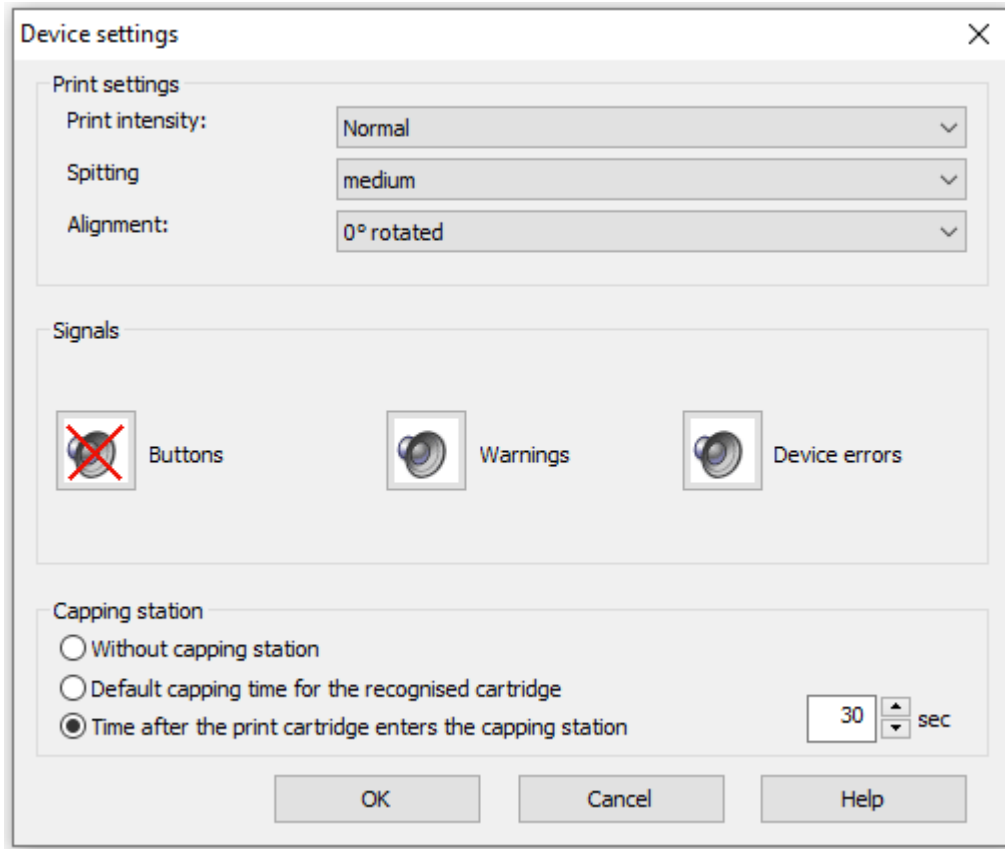 Device settings
Print settings
Print intensity: Normal
Spitting medium
Alignment: 0° rotated
Signals
Buttons Warnings Device errors
Capping station
Without capping station
Default capping time for the recognised cartridge
Time after the print cartridge enters the capping station 30 sec
OK Cancel Help